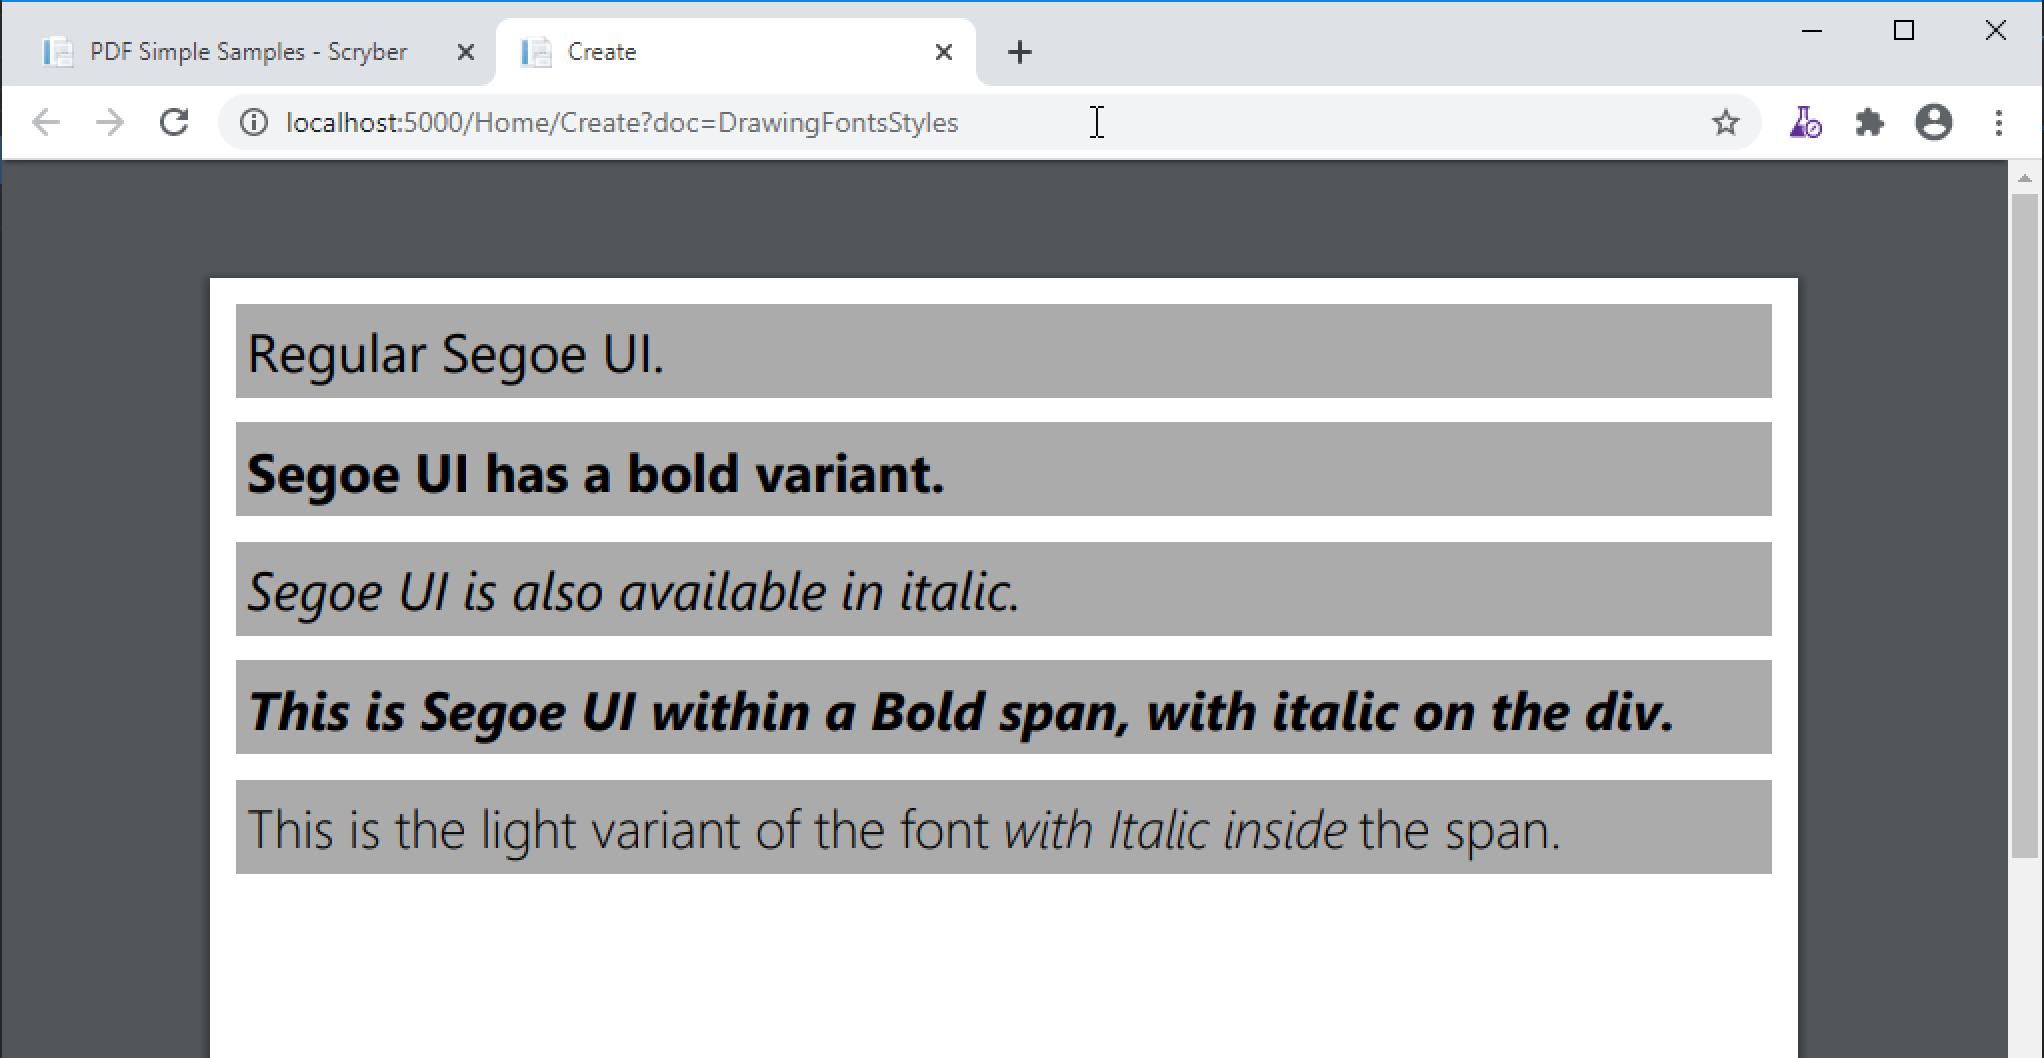 PDF Simple Samples - Scryber
Create
localhost:5000/Home/Create?doc=DrawingFontsStyles
Regular Segoe UI.
Segoe UI has a bold variant.
Segoe UI is also available in italic.
This is Segoe UI within a Bold span, with italic on the div.
This is the light variant of the font with Italic inside the span.